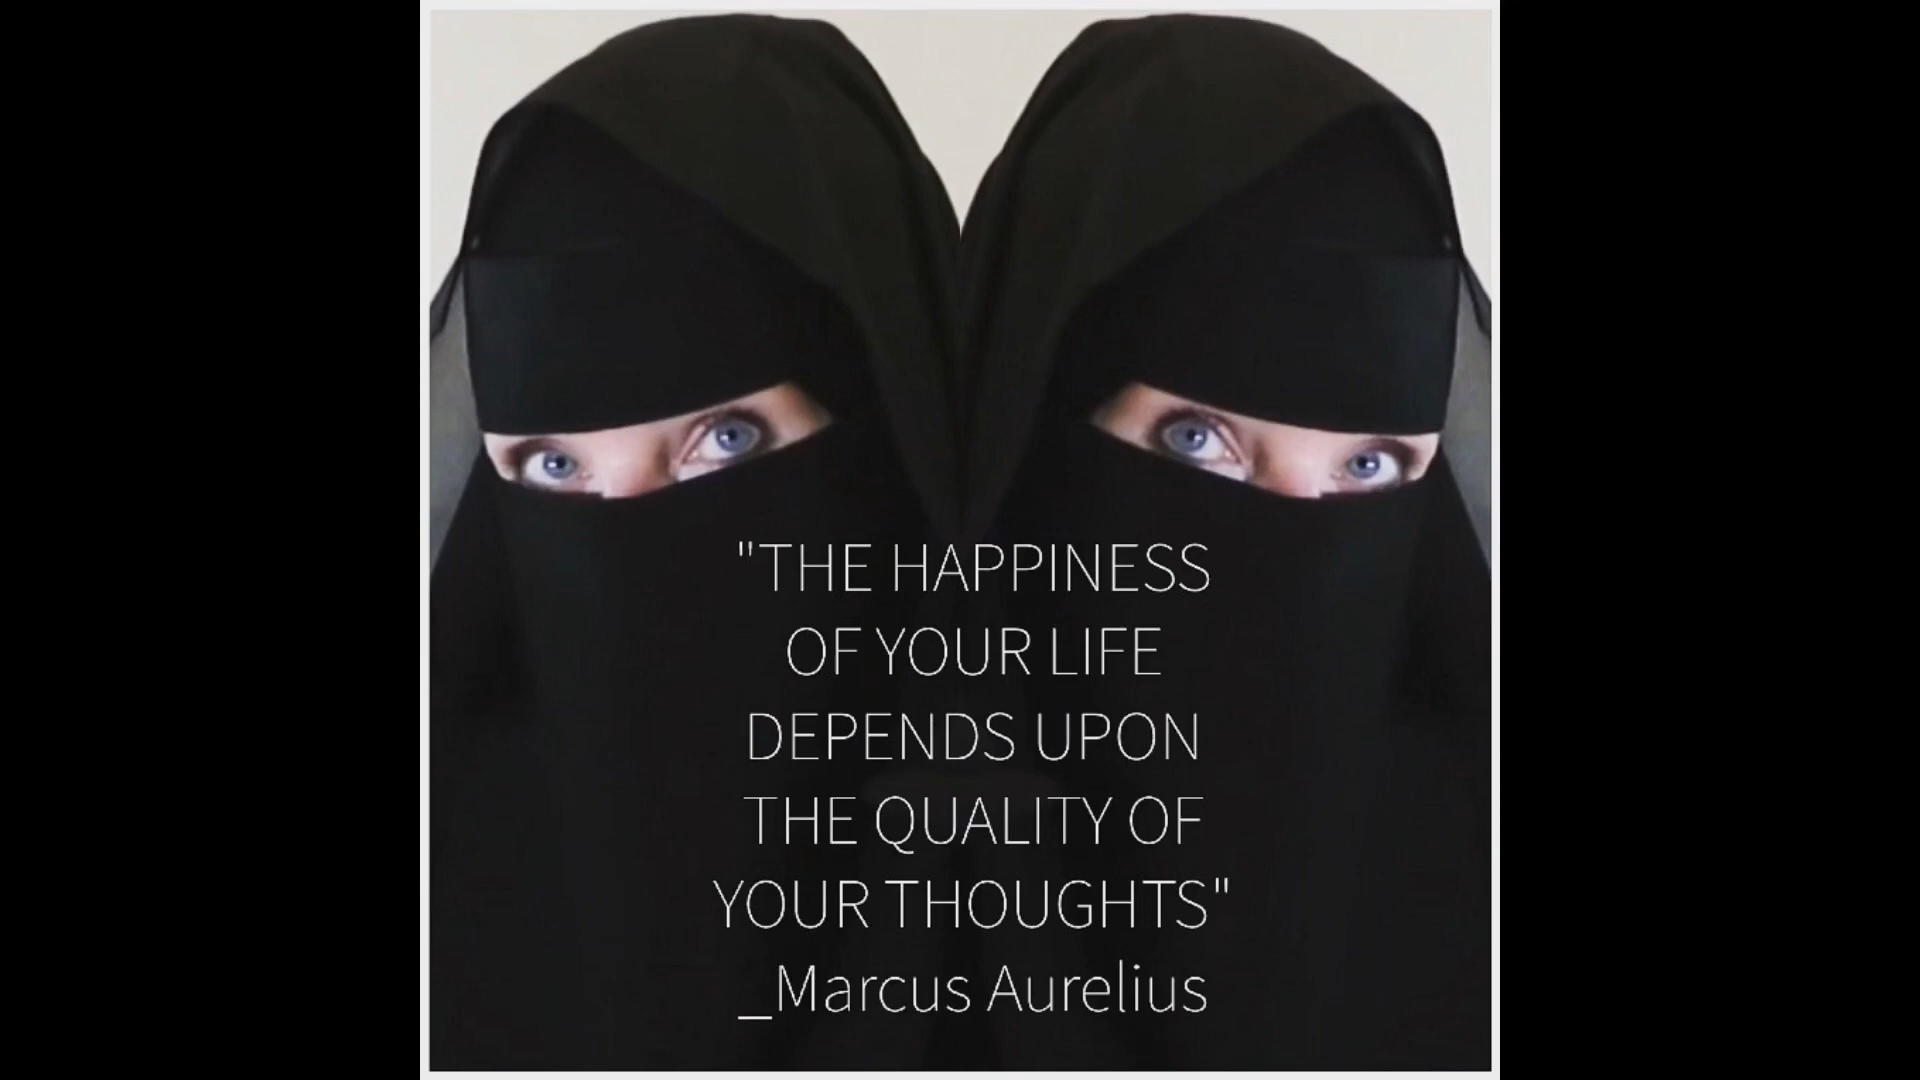 "THE HAPPINESS
OF YOUR LIFE
DEPENDS UPON
THE QUALITY OF
YOUR THOUGHTS"
_Marcus Aurelius